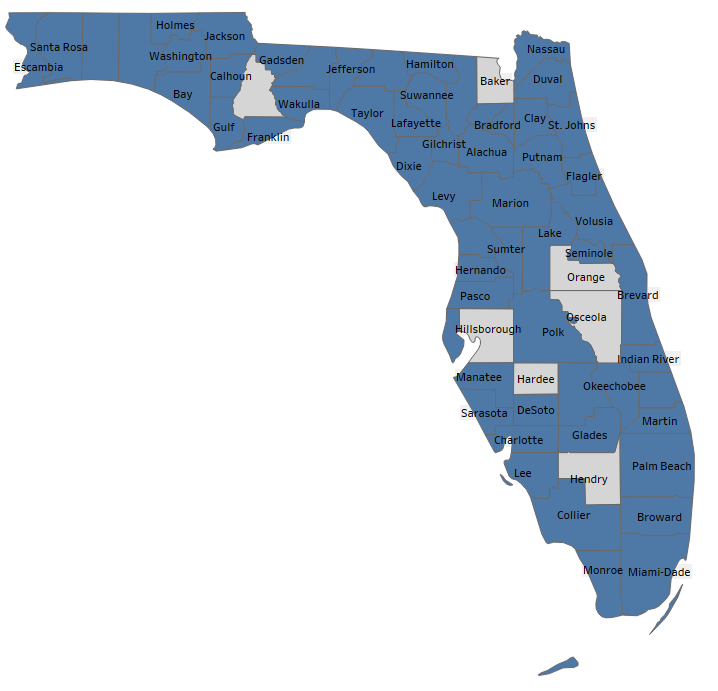 Holmes
Jackson
Santa Rosa
Washington
Escambia
Calhoun
Gadsden
Jefferson
Hamilton
Nassau
Bay
Wakulla
Suwannee
Baker
Duval
Gulf
Franklin
Taylor
Lafayette
Bradford
Clay
St. Johns
Gilchrist
Alachua
Putnam
Dixie
Flagler
Levy
Marion
Volusia
Lake
Sumter
Seminole
Hernando
Orange
Pasco
Brevard
Hillsborough
Polk
Osceola
Indian River
Manatee
Hardee
Okeechobee
Sarasota
DeSoto
Martin
Charlotte
Glades
Lee
Hendry
Palm Beach
Collier
Broward
Monroe
Miami-Dade